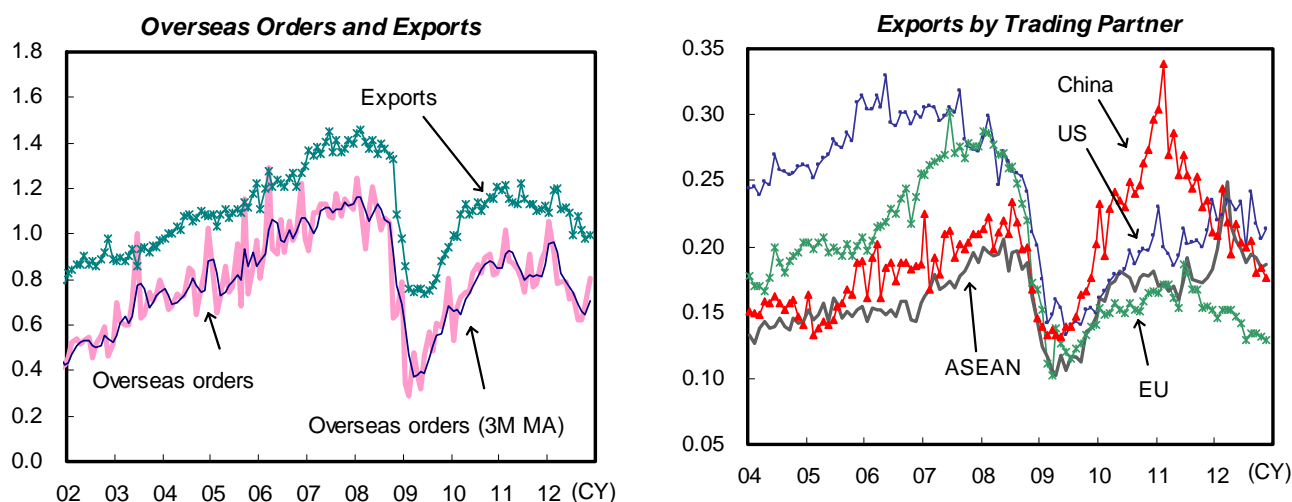 Overseas Orders and Exports
1.8
1.6
1.4
1.2
1.0
0.8
0.6
0.4
0.2
0.0
Exports
Overseas orders
Overseas orders (3M MA)
02 03 04 05 06 07 08 09 10 11 12 (CY)
Exports by Trading Partner
0.35
0.30
0.25
0.20
0.15
0.10
0.05
China
US
ASEAN
EU
04 05 06 07 08 09 10 11 12 (CY)